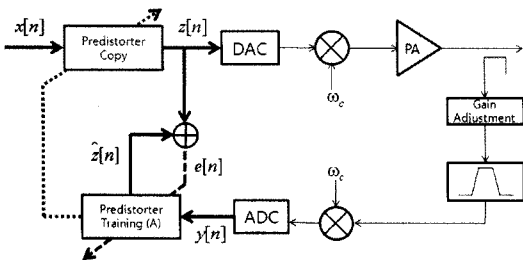 x[n]
Predistorter
Copy
z[n]
DAC
ω_c
PA
Gain
Adjustment
ẑ[n]
e[n]
Predistorter
Training (A)
y[n]
ADC
ω_c